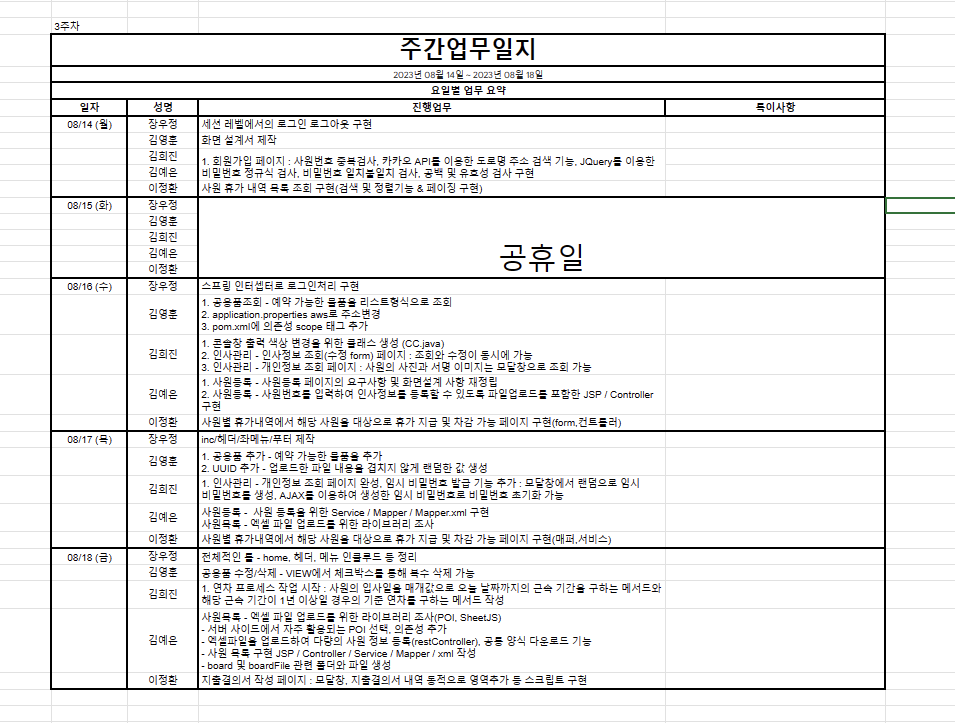 3주차
주간업무일지
2023년 08월 14일 ~ 2023년 08월 18일
요일별 업무 요약
일자 성명 진행업무 특이사항
08/14 (월) 장우정 세션 레벨에서의 로그인 로그아웃 구현
김영훈 화면 설계서 제작
김희진
김예은
1. 회원가입 페이지 : 사원번호 중복검사, 카카오 API를 이용한 도로명 주소 검색 기능, JQuery를 이용한
비밀번호 정규식 검사, 비밀번호 일치불일치 검사, 공백 및 유효성 검사 구현
이정환 사원 휴가 내역 목록 조회 구현(검색 및 정렬기능 & 페이징 구현)
08/15 (화) 장우정
김영훈
김희진
김예은
이정환
공휴일
08/16 (수) 장우정 스프링 인터셉터로 로그인처리 구현
김영훈
1. 공용품조회 - 예약 가능한 물품을 리스트형식으로 조회
2. application.properties aws로 주소변경
3. pom.xml에 의존성 scope 태그 추가
김희진
1. 콘솔창 출력 색상 변경을 위한 클래스 생성 (CC.java)
2. 인사관리 - 인사정보 조회(수정 form) 페이지 : 조회와 수정이 동시에 가능
3. 인사관리 - 개인정보 조회 페이지 : 사원의 사진과 서명 이미지는 모달창으로 조회 가능
김예은
1. 사원등록 - 사원등록 페이지의 요구사항 및 화면설계 사항 재정립
2. 사원등록 - 사원번호를 입력하여 인사정보를 등록할 수 있도록 파일업로드를 포함한 JSP / Controller
구현
이정환 사원별 휴가내역에서 해당 사원을 대상으로 휴가 지급 및 차감 가능 페이지 구현(form,컨트롤러)
08/17 (목) 장우정 inc/헤더/좌메뉴/푸터 제작
김영훈
1. 공용품 추가 - 예약 가능한 물품을 추가
2. UUID 추가 - 업로드한 파일 내용을 겹치지 않게 랜덤한 값 생성
김희진
1. 인사관리 - 개인정보 조회 페이지 완성, 임시 비밀번호 발급 기능 추가 : 모달창에서 랜덤으로 임시
비밀번호를 생성, AJAX를 이용하여 생성한 임시 비밀번호로 비밀번호 초기화 가능
김예은
사원등록 - 사원 등록을 위한 Service / Mapper / Mapper.xml 구현
사원목록 - 엑셀 파일 업로드를 위한 라이브러리 조사
이정환 사원별 휴가내역에서 해당 사원을 대상으로 휴가 지급 및 차감 가능 페이지 구현(매퍼,서비스)
08/18 (금) 장우정 전체적인 틀 - home, 헤더, 메뉴 인클루드 등 정리
김영훈 공용품 수정/삭제 - VIEW에서 체크박스를 통해 복수 삭제 가능
김희진
1. 연차 프로세스 작업 시작 : 사원의 입사일을 매개값으로 오늘 날짜까지의 근속 기간을 구하는 메서드와
해당 근속 기간이 1년 이상일 경우의 기준 연차를 구하는 메서드 작성
김예은
사원목록 - 엑셀 파일 업로드를 위한 라이브러리 조사(POI, SheetJS)
- 서버 사이드에서 자주 활용되는 POI 선택, 의존성 추가
- 엑셀파일을 업로드하여 다량의 사원 정보 등록(restController), 공통 양식 다운로드 기능
- 사원 목록 구현 JSP / Controller / Service / Mapper / xml 작성
- board 및 boardFile 관련 폴더와 파일 생성
이정환 지출결의서 작성 페이지 : 모달창, 지출결의서 내역 동적으로 영역추가 등 스크립트 구현